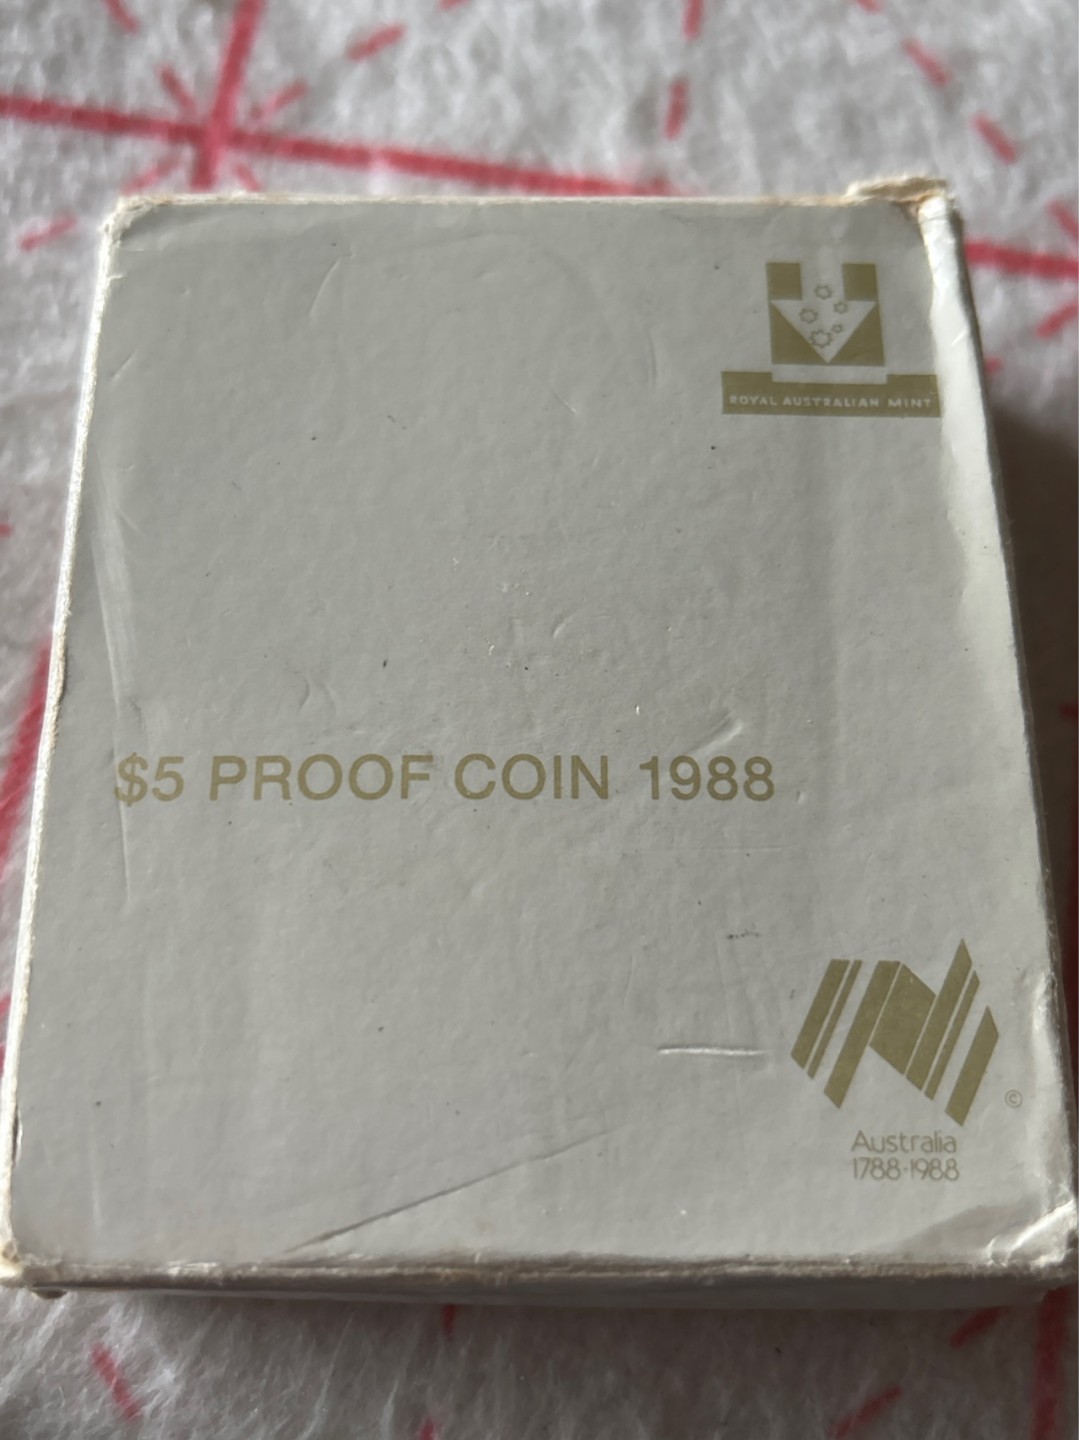 ROYAL AUSTRALIAN MINT
$5 PROOF COIN 1988
©
Australia
1788-1988